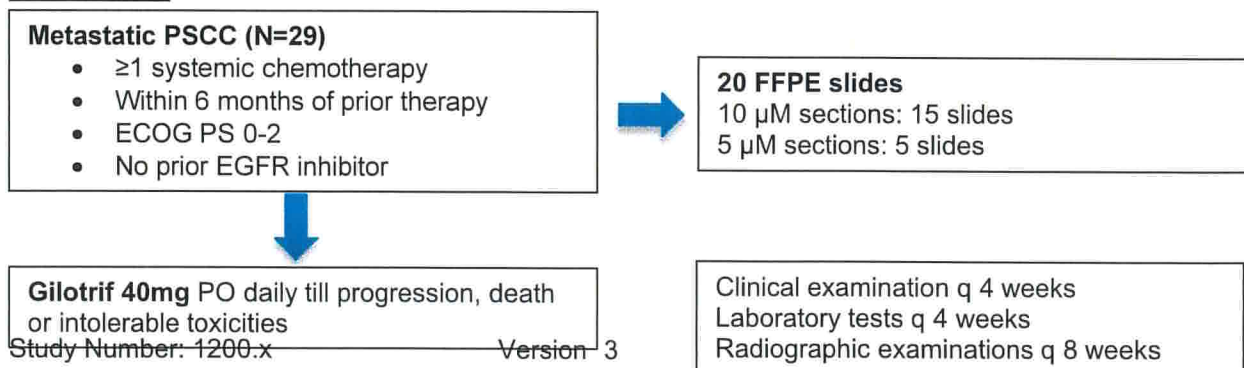 Metastatic PSCC (N=29)
• ≥1 systemic chemotherapy
• Within 6 months of prior therapy
• ECOG PS 0-2
• No prior EGFR inhibitor
20 FFPE slides
10 µM sections: 15 slides
5 µM sections: 5 slides
Gilotrif 40mg PO daily till progression, death
or intolerable toxicities
Clinical examination q 4 weeks
Laboratory tests q 4 weeks
Radiographic examinations q 8 weeks
Study Number: 1200.x Version 3